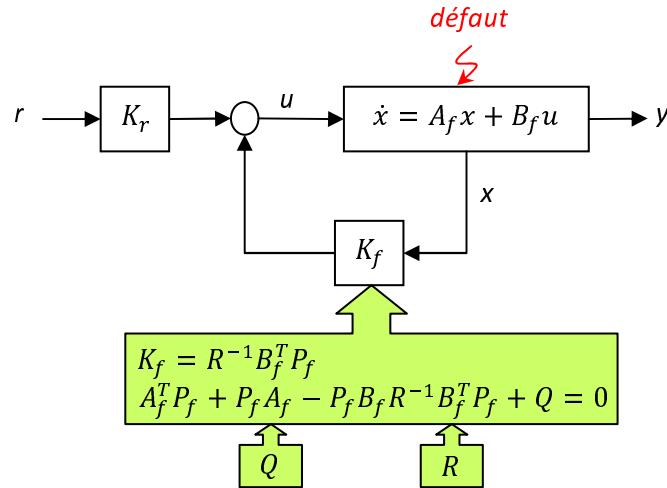 défaut
r
K_r
u
ẋ = A_f x + B_f u
y
x
K_f
K_f = R^{-1} B_f^T P_f
A_f^T P_f + P_f A_f − P_f B_f R^{-1} B_f^T P_f + Q = 0
Q
R